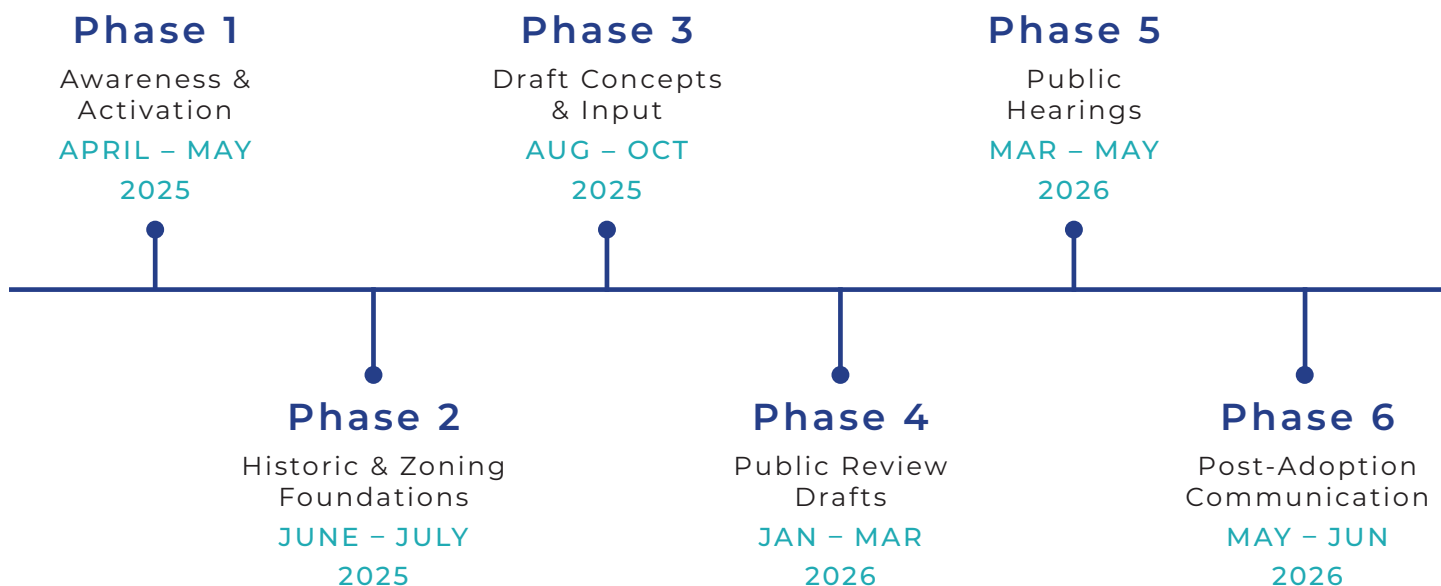 Phase 1
Awareness &
Activation
APRIL – MAY
2025
Phase 2
Historic & Zoning
Foundations
JUNE – JULY
2025
Phase 3
Draft Concepts
& Input
AUG – OCT
2025
Phase 4
Public Review
Drafts
JAN – MAR
2026
Phase 5
Public
Hearings
MAR – MAY
2026
Phase 6
Post-Adoption
Communication
MAY – JUN
2026